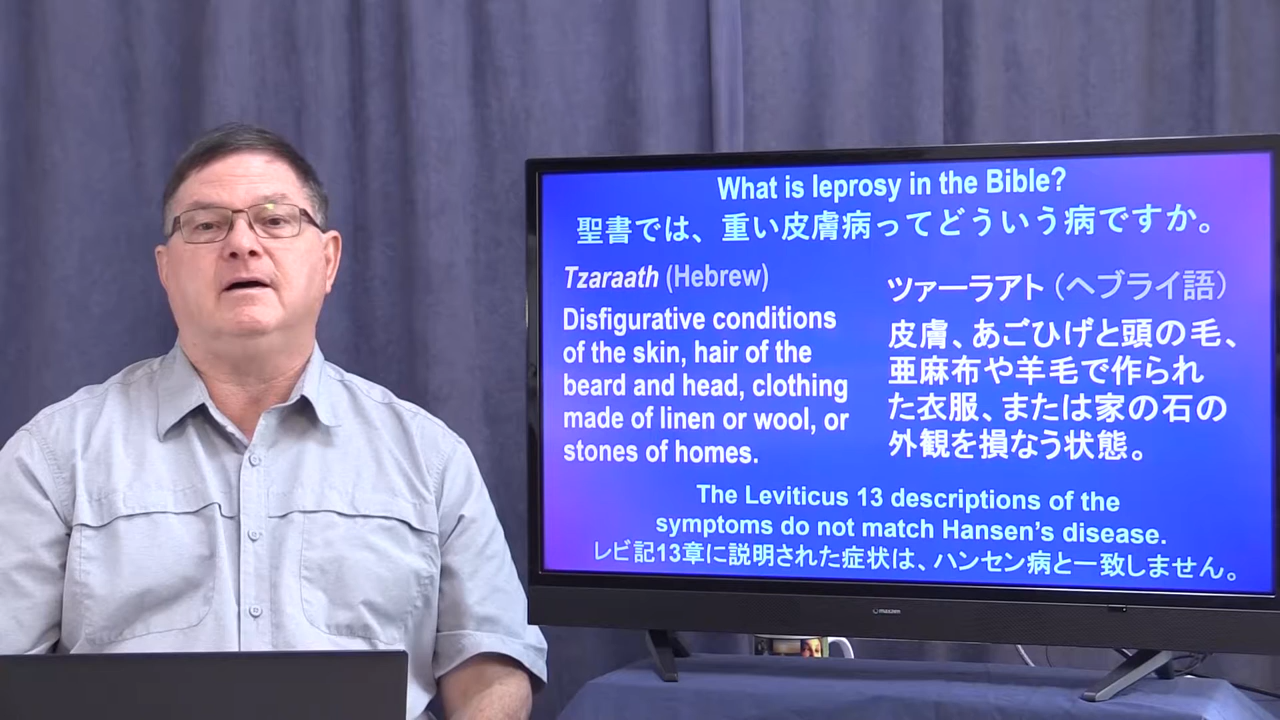 What is leprosy in the Bible?
聖書では、重い皮膚病ってどういう病ですか。
Tzaraath (Hebrew)
Disfigurative conditions
of the skin, hair of the
beard and head, clothing
made of linen or wool, or
stones of homes.
ツァーラアト（ヘブライ語）
皮膚、あごひげと頭の毛、
亜麻布や羊毛で作られ
た衣服、または家の石の
外観を損なう状態。
The Leviticus 13 descriptions of the
symptoms do not match Hansen's disease.
レビ記13章に説明された症状は、ハンセン病と一致しません。
maxzen